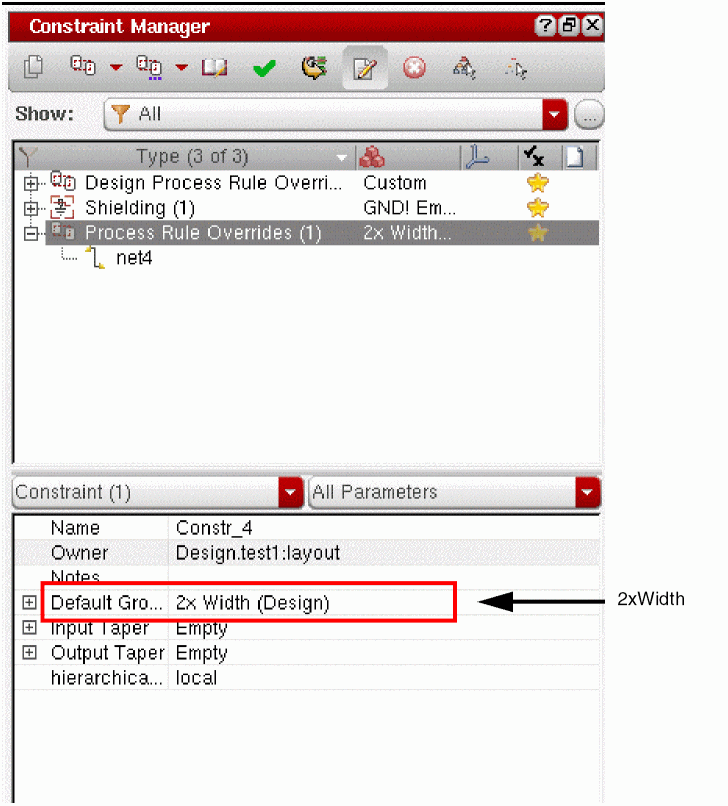 Constraint Manager
Show: All ...
Type (3 of 3)
Design Process Rule Overri... Custom
Shielding (1) GND! Em...
Process Rule Overrides (1) 2x Width...
net4
Constraint (1) All Parameters
Name Constr_4
Owner Design.test1:layout
Notes
Default Gro... 2x Width (Design) 2xWidth
Input Taper Empty
Output Taper Empty
hierarchica... local